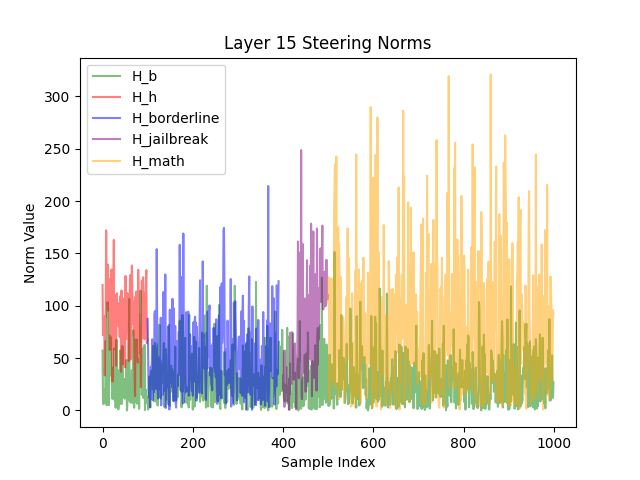 Layer 15 Steering Norms
H_b
H_h
H_borderline
H_jailbreak
H_math
Norm Value
300
250
200
150
100
50
0
0 200 400 600 800 1000
Sample Index